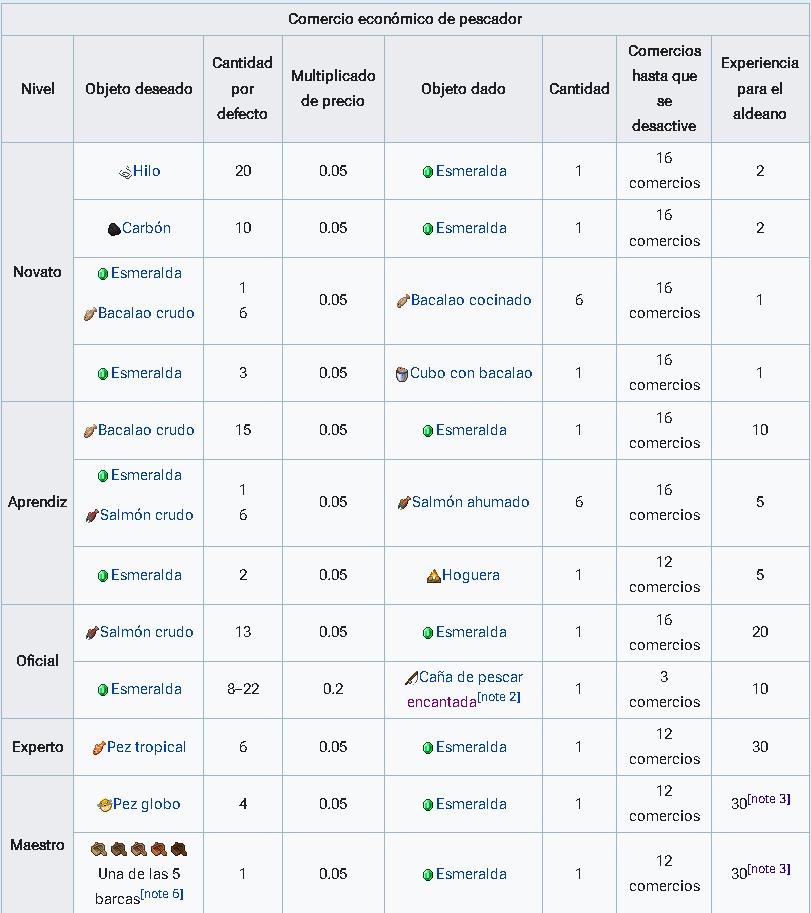 Comercio económico de pescador
Nivel
Objeto deseado
Cantidad
por
defecto
Multiplicado
de precio
Objeto dado
Cantidad
Comercios
hasta que
se
desactive
Experiencia
para el
aldeano
Novato
Hilo
20
0.05
Esmeralda
1
16
comercios
2
Carbón
10
0.05
Esmeralda
1
16
comercios
2
Esmeralda
Bacalao crudo
1
6
0.05
Bacalao cocinado
6
16
comercios
1
Esmeralda
3
0.05
Cubo con bacalao
1
16
comercios
1
Aprendiz
Bacalao crudo
15
0.05
Esmeralda
1
16
comercios
10
Esmeralda
Salmón crudo
1
6
0.05
Salmón ahumado
6
16
comercios
5
Esmeralda
2
0.05
Hoguera
1
12
comercios
5
Oficial
Salmón crudo
13
0.05
Esmeralda
1
16
comercios
20
Esmeralda
8–22
0.2
Caña de pescar
encantada[note 2]
1
3
comercios
10
Experto
Pez tropical
6
0.05
Esmeralda
1
12
comercios
30
Maestro
Pez globo
4
0.05
Esmeralda
1
12
comercios
30[note 3]
Una de las 5
barcas[note 6]
1
0.05
Esmeralda
1
12
comercios
30[note 3]